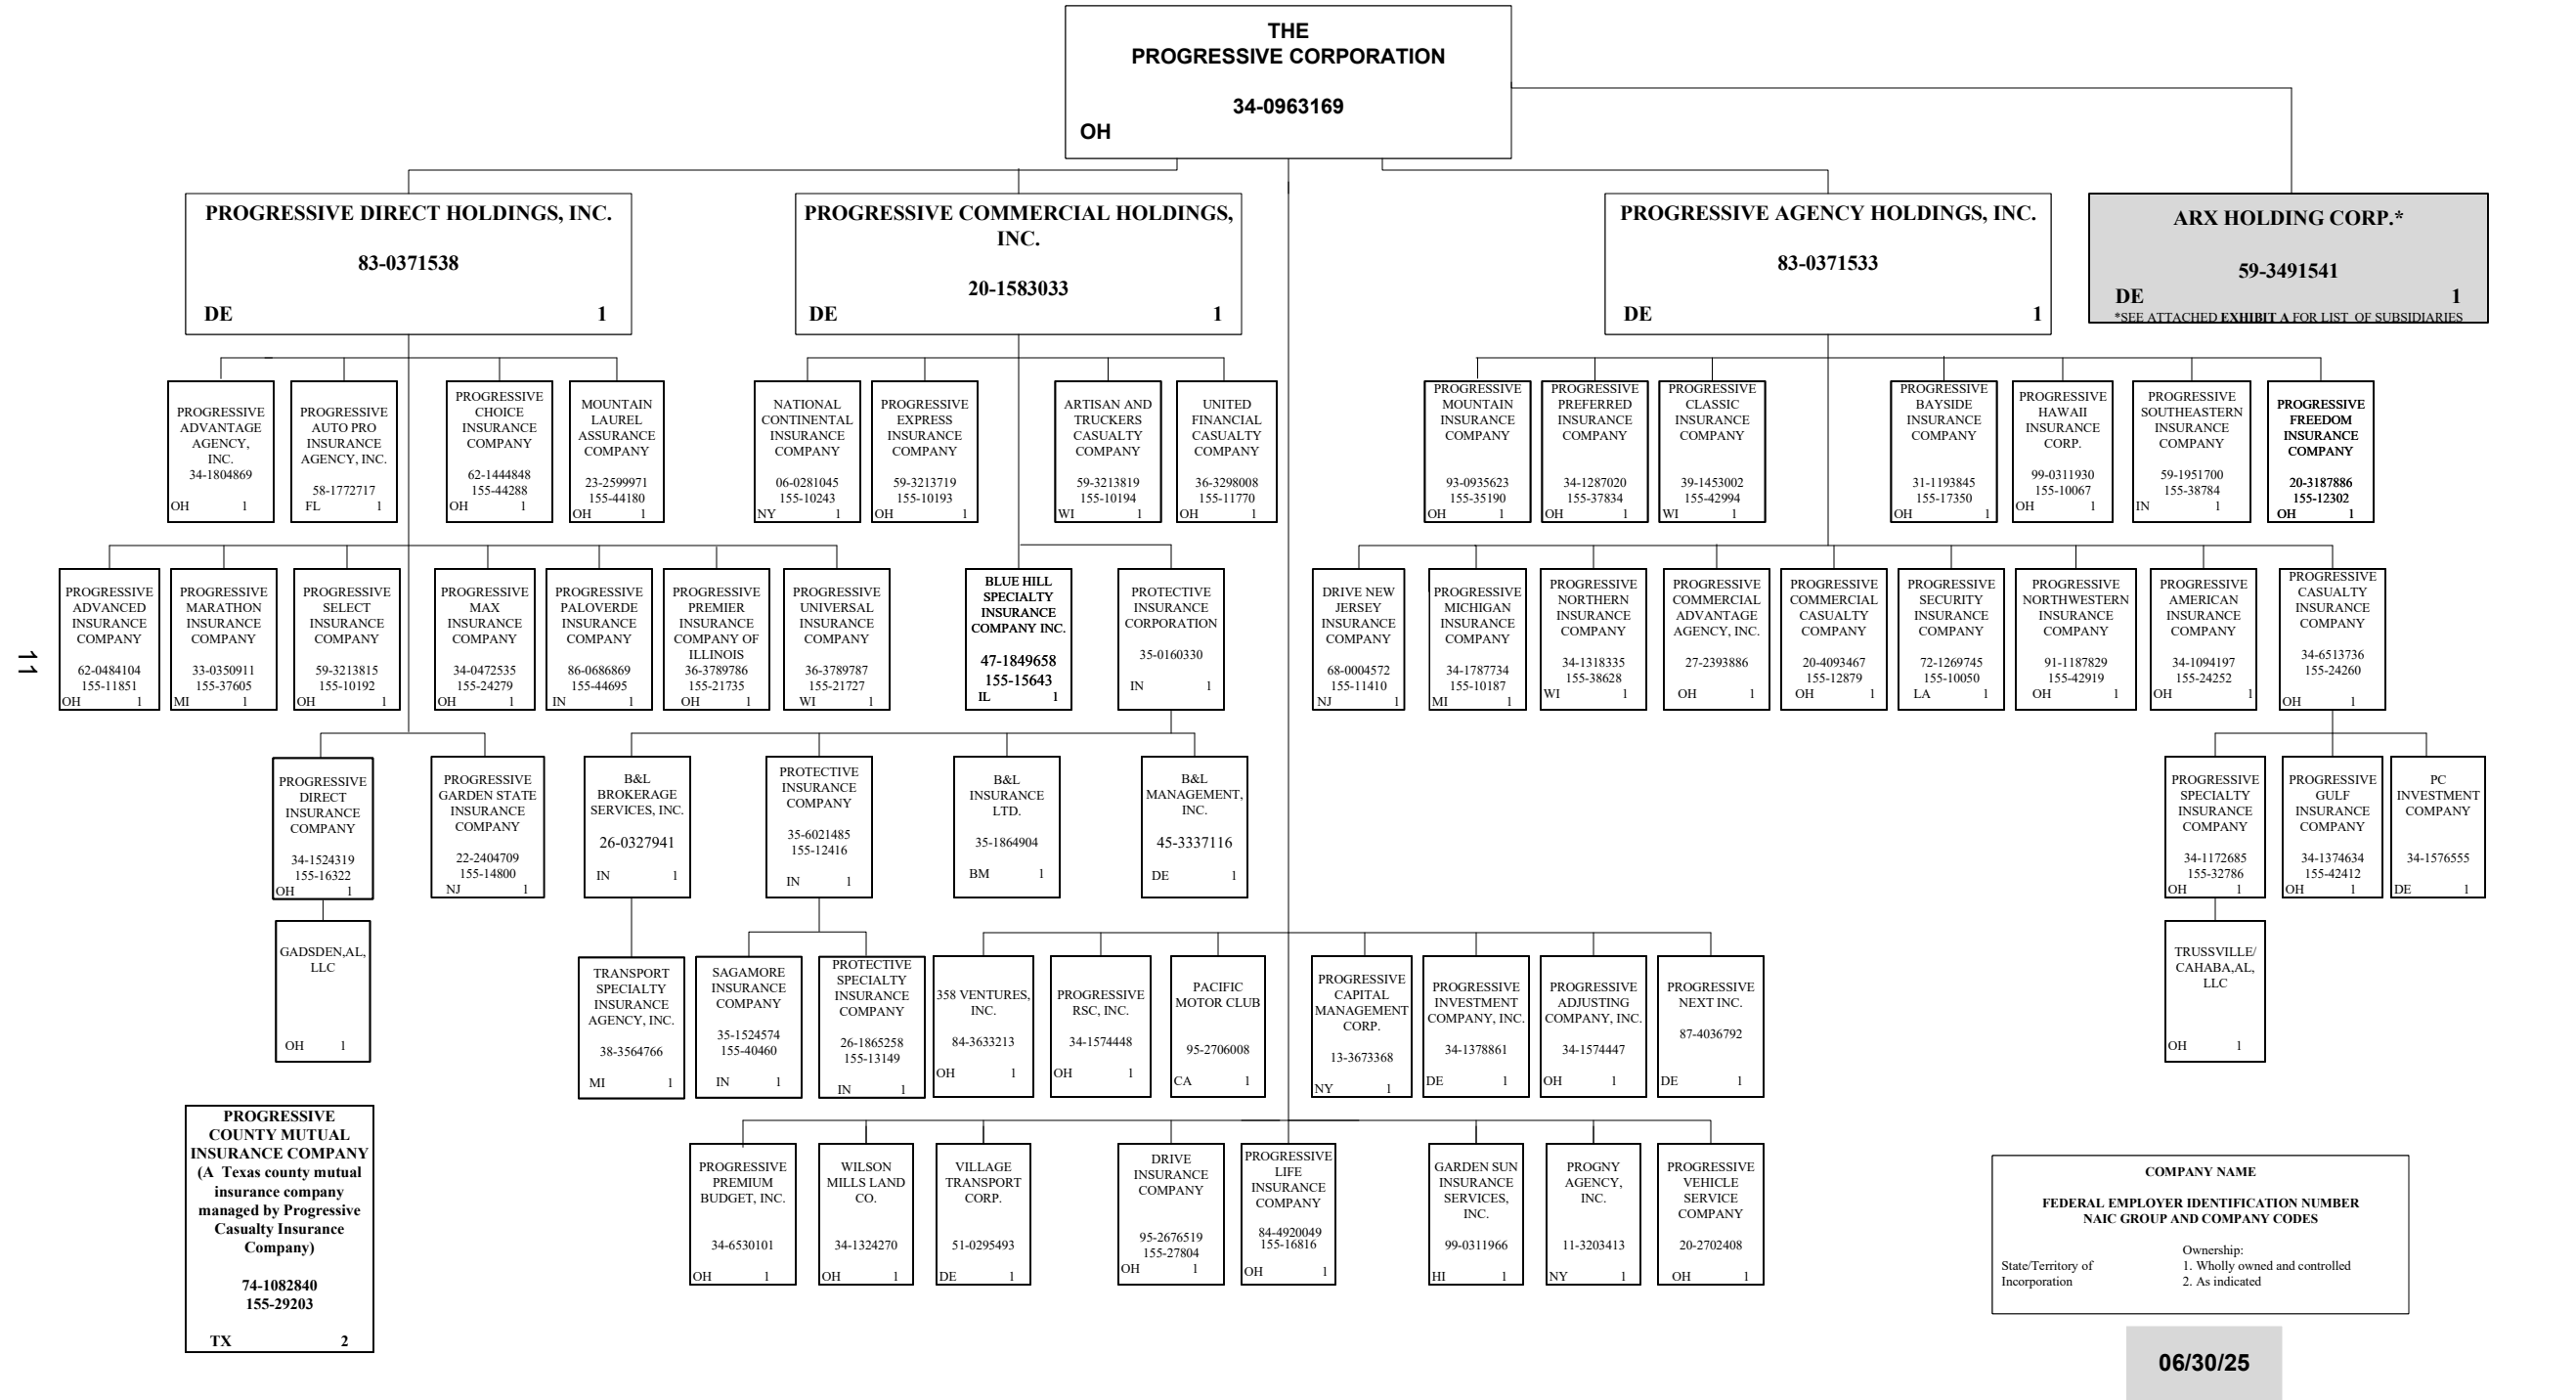 THE
PROGRESSIVE CORPORATION
34-0963169
OH
PROGRESSIVE DIRECT HOLDINGS, INC.
83-0371538
DE 1
PROGRESSIVE COMMERCIAL HOLDINGS,
INC.
20-1583033
DE 1
PROGRESSIVE AGENCY HOLDINGS, INC.
83-0371533
DE 1
ARX HOLDING CORP.*
59-3491541
DE 1
*SEE ATTACHED EXHIBIT A FOR LIST OF SUBSIDIARIES
PROGRESSIVE
ADVANTAGE
AGENCY,
INC.
34-1804869
OH 1
PROGRESSIVE
AUTO PRO
INSURANCE
AGENCY, INC.
58-1772717
FL 1
PROGRESSIVE
CHOICE
INSURANCE
COMPANY
62-1444848
155-44288
OH 1
MOUNTAIN
LAUREL
ASSURANCE
COMPANY
23-2599971
155-44180
OH 1
NATIONAL
CONTINENTAL
INSURANCE
COMPANY
06-0281045
155-10243
NY 1
PROGRESSIVE
EXPRESS
INSURANCE
COMPANY
59-3213719
155-10193
OH 1
ARTISAN AND
TRUCKERS
CASUALTY
COMPANY
59-3213819
155-10194
WI 1
UNITED
FINANCIAL
CASUALTY
COMPANY
36-3298008
155-11770
OH 1
PROGRESSIVE
MOUNTAIN
INSURANCE
COMPANY
93-0935623
155-35190
OH 1
PROGRESSIVE
PREFERRED
INSURANCE
COMPANY
34-1287020
155-37834
OH 1
PROGRESSIVE
CLASSIC
INSURANCE
COMPANY
39-1453002
155-42994
WI 1
PROGRESSIVE
BAYSIDE
INSURANCE
COMPANY
31-1193845
155-17350
OH 1
PROGRESSIVE
HAWAII
INSURANCE
CORP.
99-0311930
155-10067
OH 1
PROGRESSIVE
SOUTHEASTERN
INSURANCE
COMPANY
59-1951700
155-38784
IN 1
PROGRESSIVE
FREEDOM
INSURANCE
COMPANY
20-3187886
155-12302
OH 1
11
PROGRESSIVE
ADVANCED
INSURANCE
COMPANY
62-0484104
155-11851
OH 1
PROGRESSIVE
MARATHON
INSURANCE
COMPANY
33-0350911
155-37605
MI 1
PROGRESSIVE
SELECT
INSURANCE
COMPANY
59-3213815
155-10192
OH 1
PROGRESSIVE
MAX
INSURANCE
COMPANY
34-0472535
155-24279
OH 1
PROGRESSIVE
PALOVERDE
INSURANCE
COMPANY
86-0686869
155-44695
IN 1
PROGRESSIVE
PREMIER
INSURANCE
COMPANY OF
ILLINOIS
36-3789786
155-21735
OH 1
PROGRESSIVE
UNIVERSAL
INSURANCE
COMPANY
36-3789787
155-21727
WI 1
BLUE HILL
SPECIALTY
INSURANCE
COMPANY INC.
47-1849658
155-15643
IL 1
PROTECTIVE
INSURANCE
CORPORATION
35-0160330
IN 1
DRIVE NEW
JERSEY
INSURANCE
COMPANY
68-0004572
155-11410
NJ 1
PROGRESSIVE
MICHIGAN
INSURANCE
COMPANY
34-1787734
155-10187
MI 1
PROGRESSIVE
NORTHERN
INSURANCE
COMPANY
34-1318335
155-38628
WI 1
PROGRESSIVE
COMMERCIAL
ADVANTAGE
AGENCY, INC.
27-2393886
OH 1
PROGRESSIVE
COMMERCIAL
CASUALTY
COMPANY
20-4093467
155-12879
OH 1
PROGRESSIVE
SECURITY
INSURANCE
COMPANY
72-1269745
155-10050
LA 1
PROGRESSIVE
NORTHWESTERN
INSURANCE
COMPANY
91-1187829
155-42919
OH 1
PROGRESSIVE
AMERICAN
INSURANCE
COMPANY
34-1094197
155-24252
OH 1
PROGRESSIVE
CASUALTY
INSURANCE
COMPANY
34-6513736
155-24260
OH 1
PROGRESSIVE
DIRECT
INSURANCE
COMPANY
34-1524319
155-16322
OH 1
PROGRESSIVE
GARDEN STATE
INSURANCE
COMPANY
22-2404709
155-14800
NJ 1
B&L
BROKERAGE
SERVICES, INC.
26-0327941
IN 1
PROTECTIVE
INSURANCE
COMPANY
35-6021485
155-12416
IN 1
B&L
INSURANCE
LTD.
35-1864904
BM 1
B&L
MANAGEMENT,
INC.
45-3337116
DE 1
PROGRESSIVE
SPECIALTY
INSURANCE
COMPANY
34-1172685
155-32786
OH 1
PROGRESSIVE
GULF
INSURANCE
COMPANY
34-1374634
155-42412
OH 1
PC
INVESTMENT
COMPANY
34-1576555
DE 1
GADSDEN,AL,
LLC
OH 1
TRANSPORT
SPECIALTY
INSURANCE
AGENCY, INC.
38-3564766
MI 1
SAGAMORE
INSURANCE
COMPANY
35-1524574
155-40460
IN 1
PROTECTIVE
SPECIALTY
INSURANCE
COMPANY
26-1865258
155-13149
IN 1
358 VENTURES,
INC.
84-3633213
OH 1
PROGRESSIVE
RSC, INC.
34-1574448
OH 1
PACIFIC
MOTOR CLUB
95-2706008
CA 1
PROGRESSIVE
CAPITAL
MANAGEMENT
CORP.
13-3673368
NY 1
PROGRESSIVE
INVESTMENT
COMPANY, INC.
34-1378861
DE 1
PROGRESSIVE
ADJUSTING
COMPANY, INC.
34-1574447
OH 1
PROGRESSIVE
NEXT INC.
87-4036792
DE 1
TRUSSVILLE/
CAHABA,AL,
LLC
OH 1
PROGRESSIVE
COUNTY MUTUAL
INSURANCE COMPANY
(A Texas county mutual
insurance company
managed by Progressive
Casualty Insurance
Company)
74-1082840
155-29203
TX 2
PROGRESSIVE
PREMIUM
BUDGET, INC.
34-6530101
OH 1
WILSON
MILLS LAND
CO.
34-1324270
OH 1
VILLAGE
TRANSPORT
CORP.
51-0295493
DE 1
DRIVE
INSURANCE
COMPANY
95-2676519
155-27804
OH 1
PROGRESSIVE
LIFE
INSURANCE
COMPANY
84-4920049
155-16816
OH 1
GARDEN SUN
INSURANCE
SERVICES,
INC.
99-0311966
HI 1
PROGNY
AGENCY,
INC.
11-3203413
NY 1
PROGRESSIVE
VEHICLE
SERVICE
COMPANY
20-2702408
OH 1
COMPANY NAME
FEDERAL EMPLOYER IDENTIFICATION NUMBER
NAIC GROUP AND COMPANY CODES
Ownership:
State/Territory of 1. Wholly owned and controlled
Incorporation 2. As indicated
06/30/25